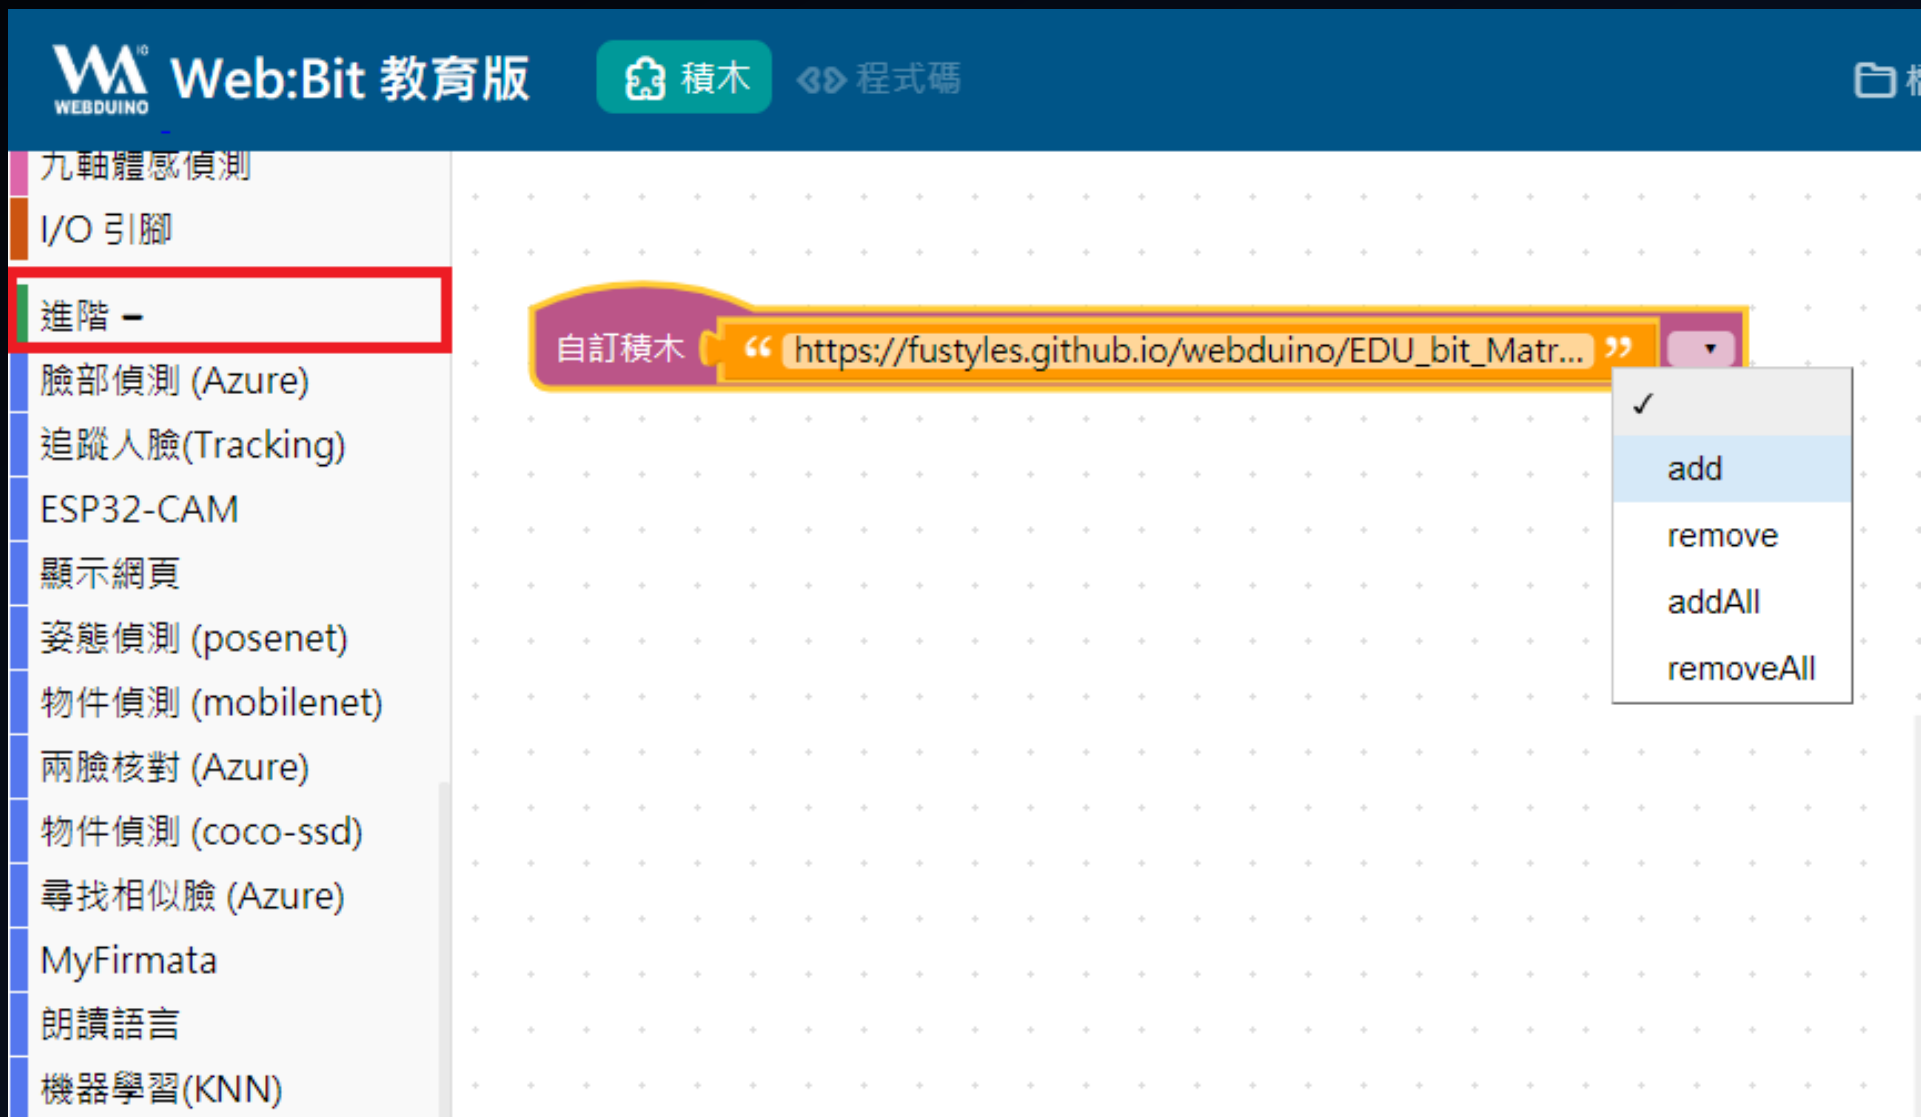 WEBDUINO
Web:Bit 教育版
積木
程式碼
九軸體感偵測
I/O 引腳
進階 –
臉部偵測 (Azure)
追蹤人臉(Tracking)
ESP32-CAM
顯示網頁
姿態偵測 (posenet)
物件偵測 (mobilenet)
兩臉核對 (Azure)
物件偵測 (coco-ssd)
尋找相似臉 (Azure)
MyFirmata
朗讀語言
機器學習(KNN)
自訂積木 “ https://fustyles.github.io/webduino/EDU_bit_Matr... ”
✓
add
remove
addAll
removeAll